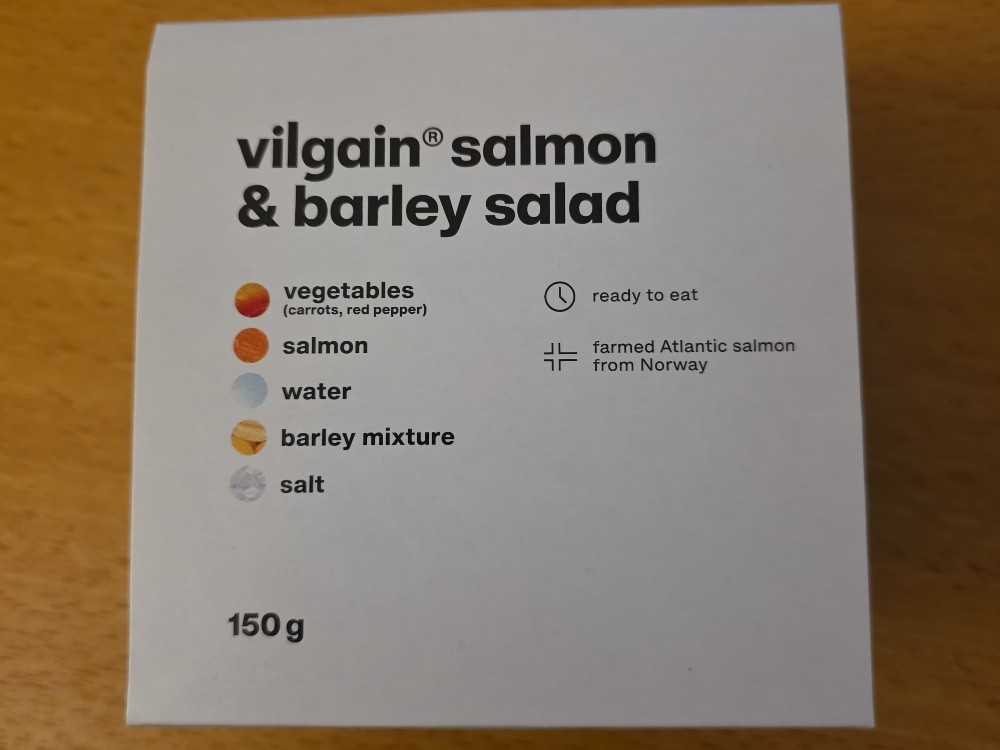 vilgain® salmon
& barley salad
vegetables
(carrots, red pepper)
salmon
water
barley mixture
salt
ready to eat
farmed Atlantic salmon
from Norway
150 g